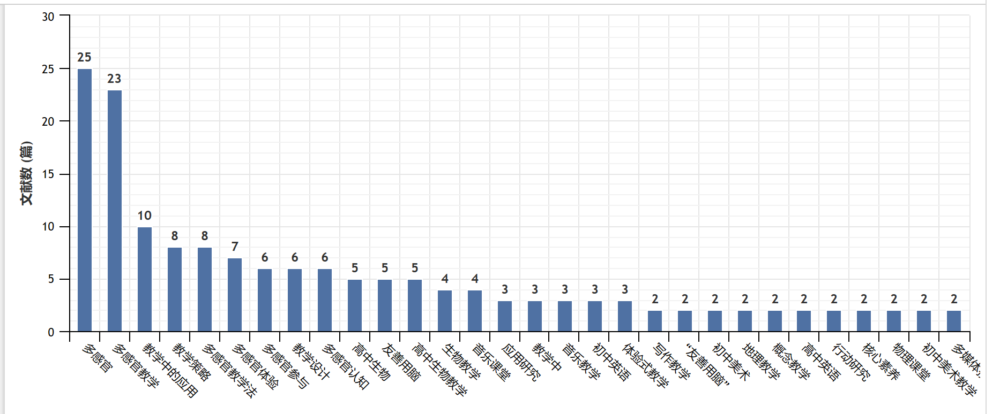 文献数 (篇)
30
25
20
15
10
5
0
25
23
10
8
8
7
6
6
6
5
5
5
4
4
3
3
3
3
3
2
2
2
2
2
2
2
2
2
2
2
多感官
多感官教学
教学中的应用
教学策略
多感官教学法
多感官体验
多感官参与
教学设计
多感官认知
高中生物
友善用脑
高中生物教学
生物教学
音乐课堂
应用研究
教学中
音乐教学
初中英语
体验式教学
写作教学
“友善用脑”
初中美术
地理教学
概念教学
高中英语
行动研究
核心素养
物理课堂
初中美术教学
多媒体